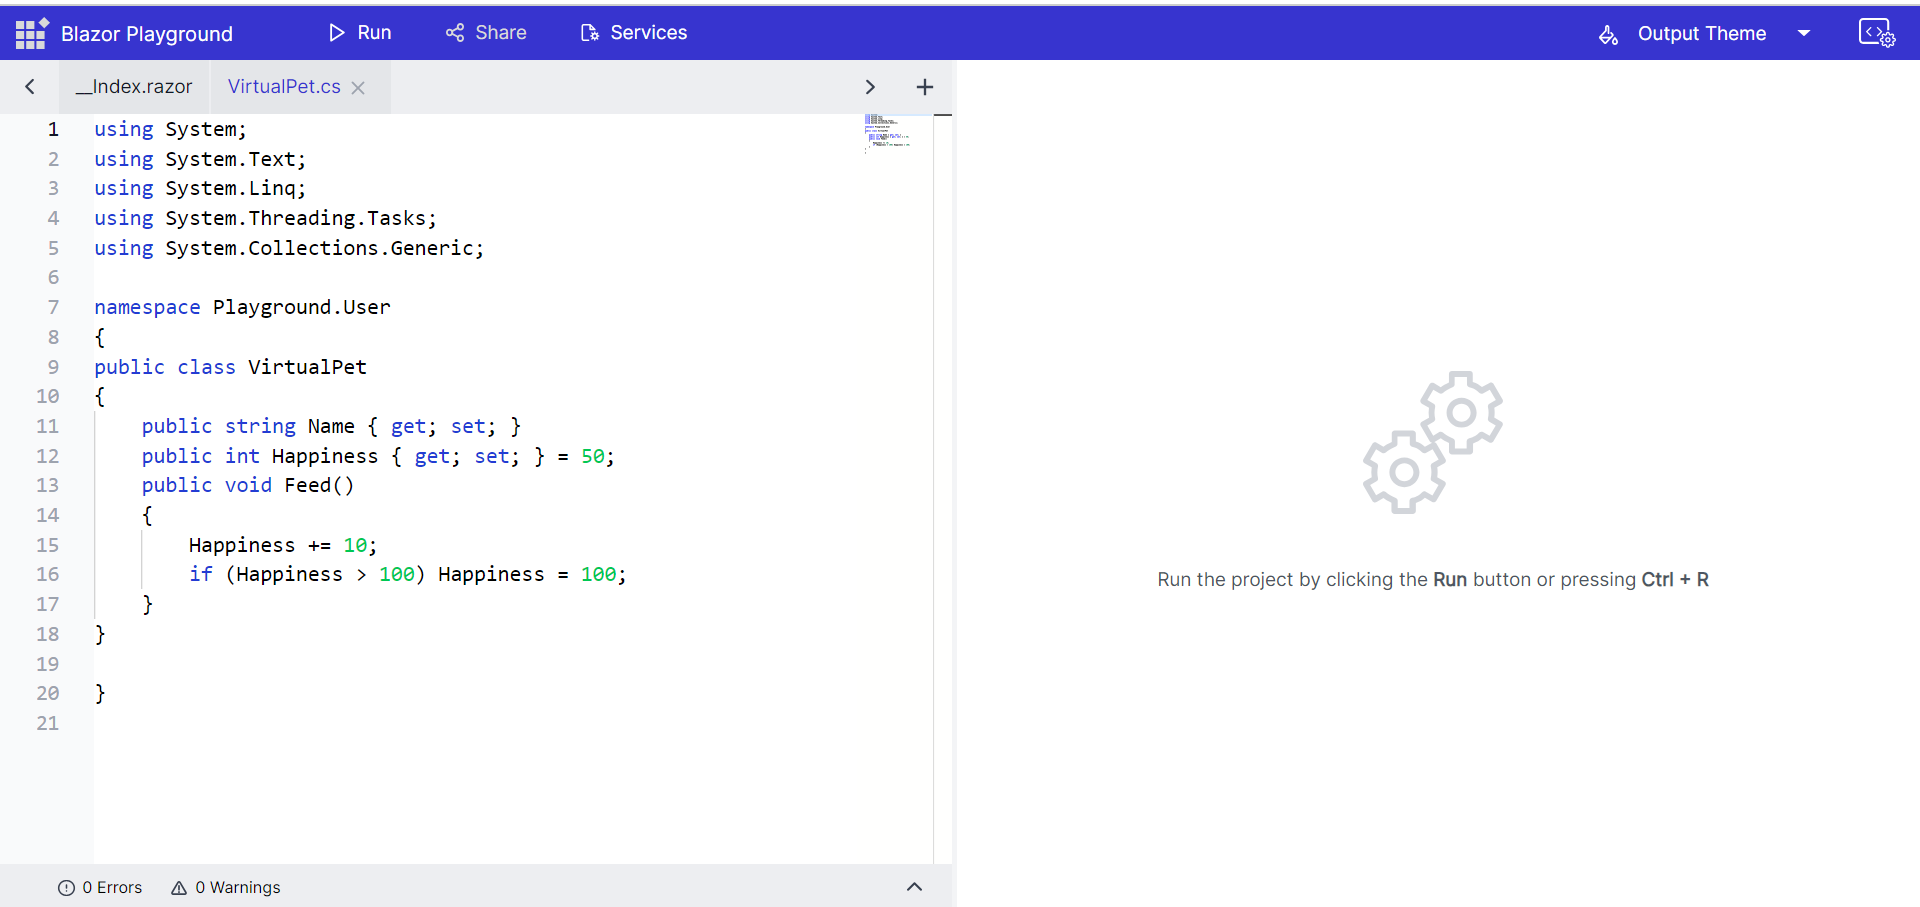 Blazor Playground Run Share Services Output Theme
__Index.razor VirtualPet.cs
1 using System;
2 using System.Text;
3 using System.Linq;
4 using System.Threading.Tasks;
5 using System.Collections.Generic;
6
7 namespace Playground.User
8 {
9 public class VirtualPet
10 {
11 public string Name { get; set; }
12 public int Happiness { get; set; } = 50;
13 public void Feed()
14 {
15 Happiness += 10;
16 if (Happiness > 100) Happiness = 100;
17 }
18 }
19
20 }
21
Run the project by clicking the Run button or pressing Ctrl + R
0 Errors 0 Warnings